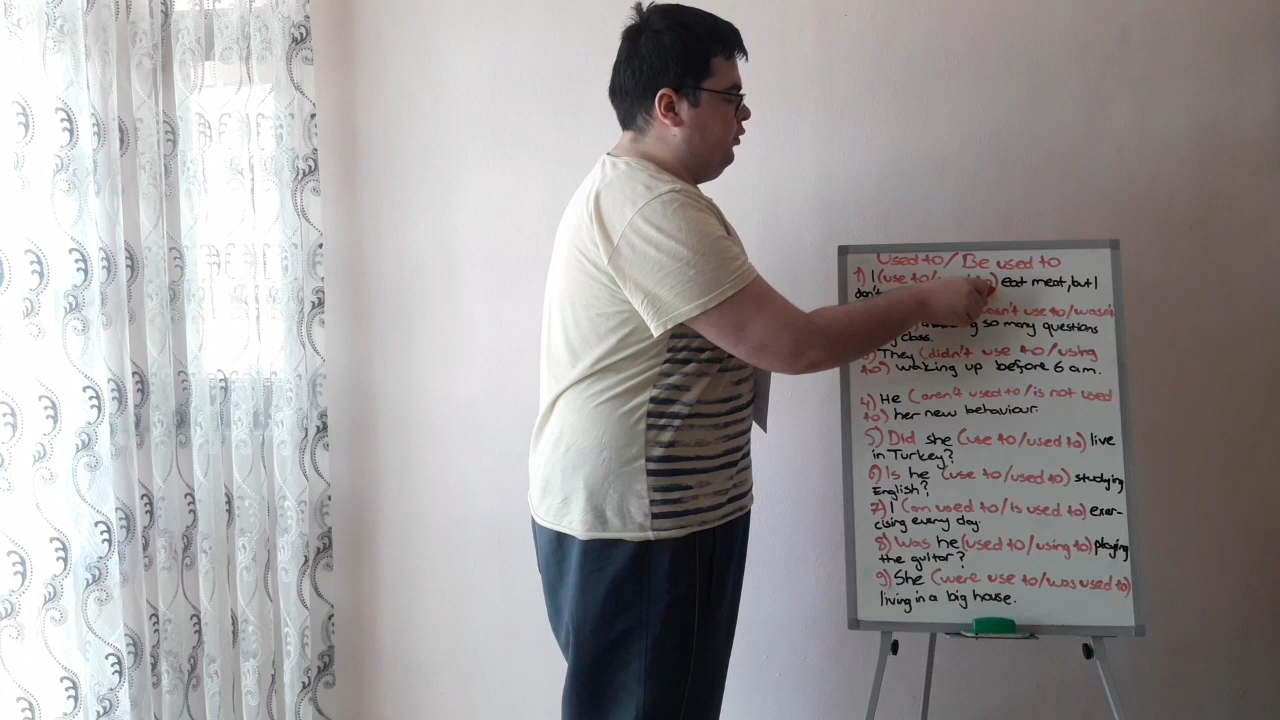 Used to/Be used to
1) I (use to/ ) eat meat, but I
don't
wasn't use to/wasn't
so many questions
class.
3) They (didn't use to/using
to) waking up before 6 am.
4) He (aren't used to/is not used
to) her new behaviour.
5) Did she (use to/used to) live
in Turkey?
6) Is he (use to/used to) studying
English?
7) I (am used to/is used to) exer-
cising every day.
8) Was he (used to/using to) playing
the guitar?
9) She (were use to/was used to)
living in a big house.